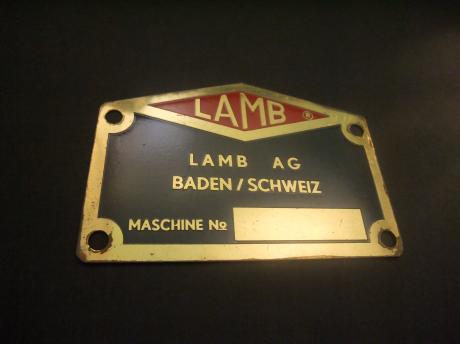 LAMB ®
LAMB AG
BADEN / SCHWEIZ
MASCHINE No